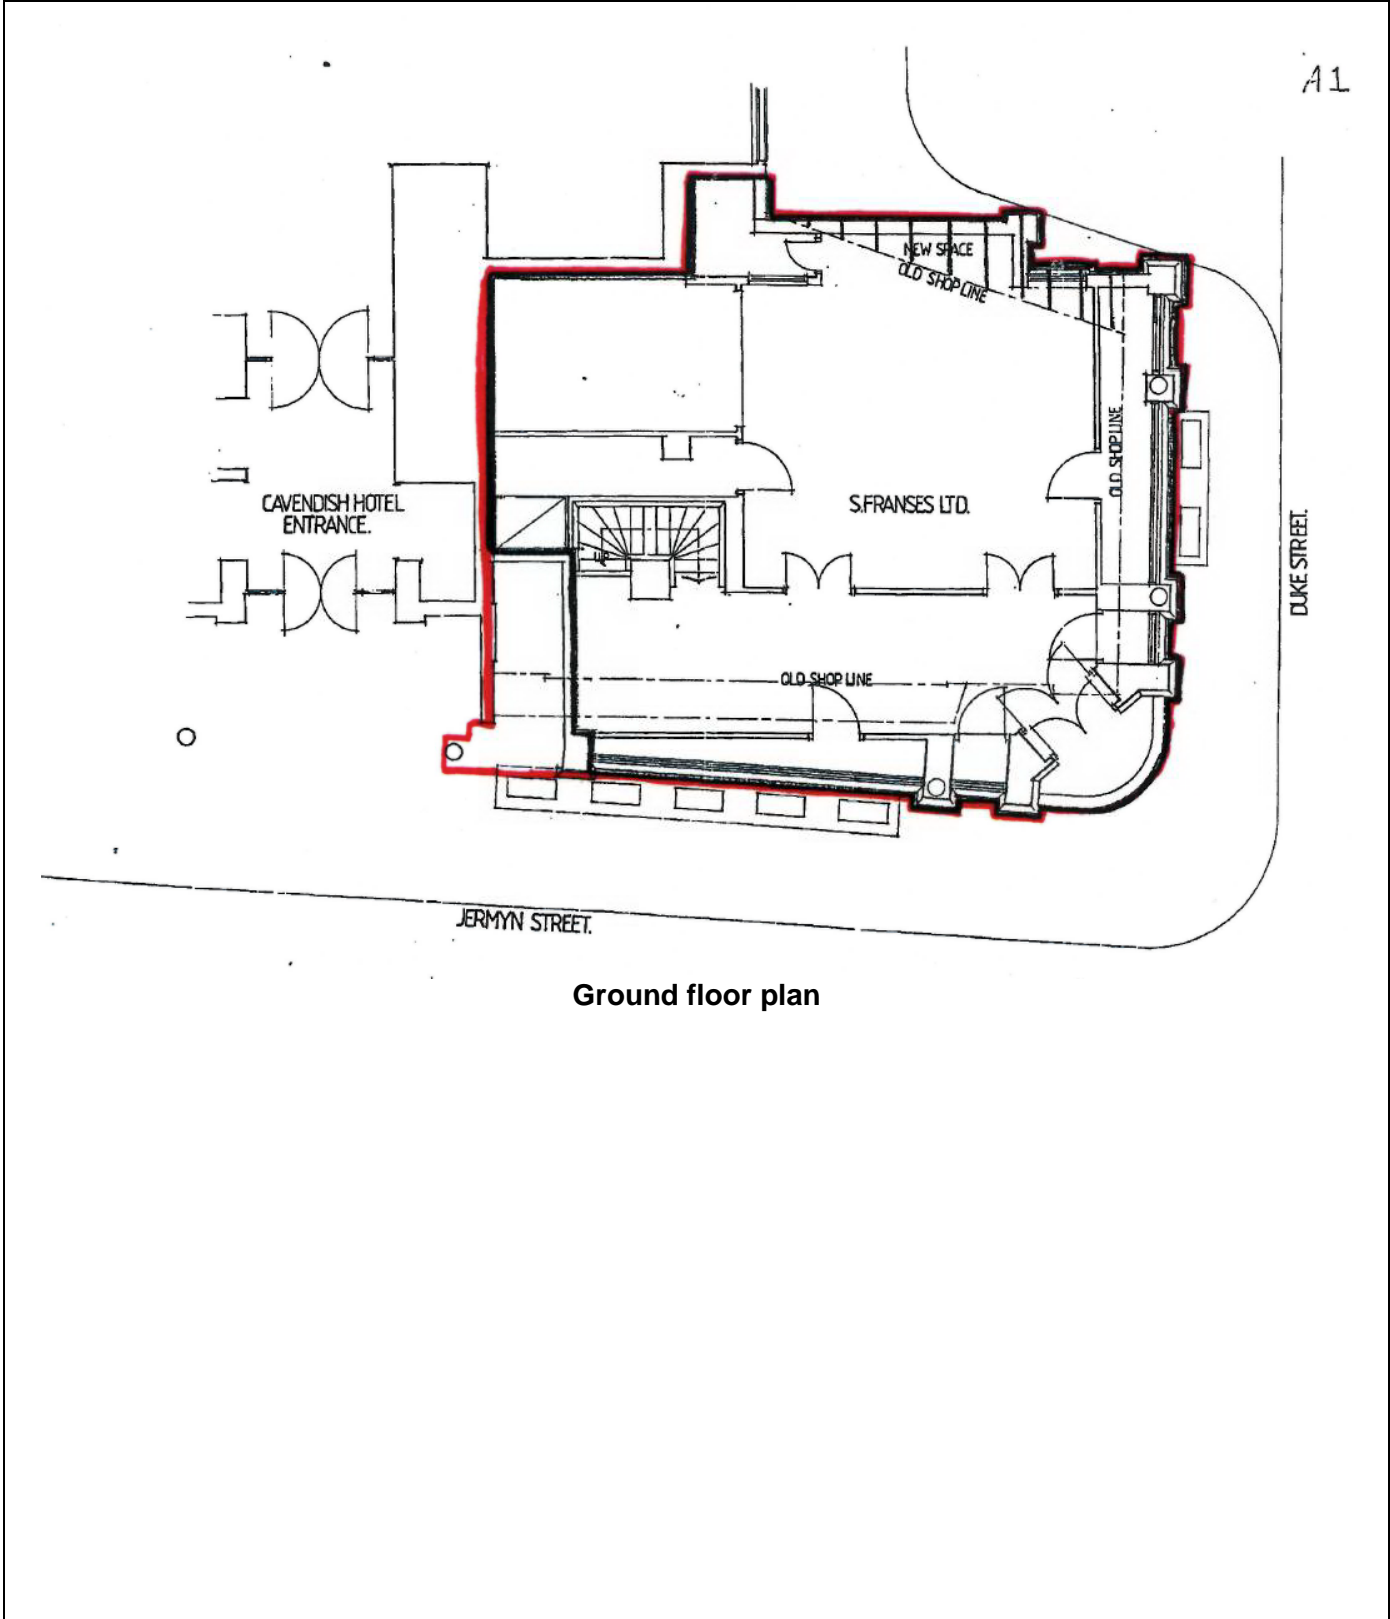 A1
NEW SPACE
OLD SHOP LINE
OLD SHOP LINE
CAVENDISH HOTEL
ENTRANCE.
S.FRANSES LTD.
DUKE STREET.
UP
OLD SHOP LINE
JERMYN STREET.
Ground floor plan